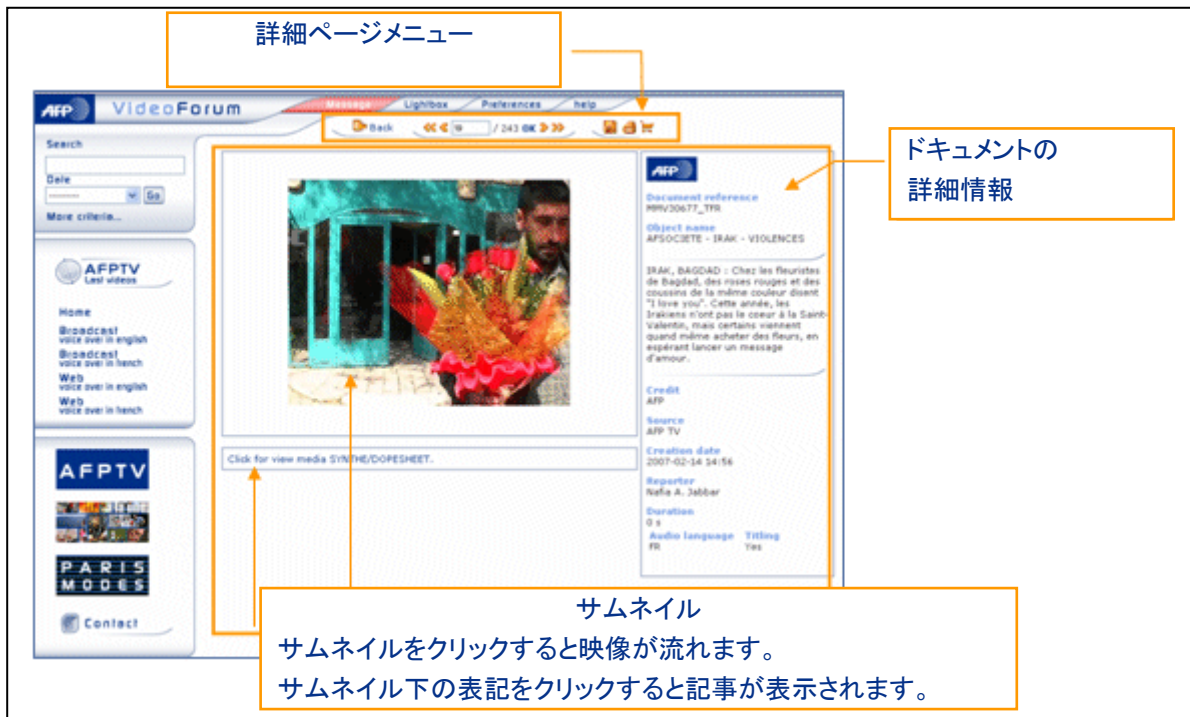 詳細ページメニュー
AFP VideoForum
Message Lightbox Preferences help
Back 19 / 243 OK
Search
Date
Go
More criteria...
AFPTV
Last videos
Home
Broadcast
voice over in english
Broadcast
voice over in french
Web
voice over in english
Web
voice over in french
AFPTV
PARIS
MODES
Contact
Click for view media SYNTHE/DOPESHEET.
ドキュメントの
詳細情報
AFP
Document reference
MMV30677_TFR
Object name
AFSOCIETE - IRAK - VIOLENCES
IRAK, BAGDAD : Chez les fleuristes
de Bagdad, des roses rouges et des
coussins de la même couleur disent
"I love you". Cette année, les
Irakiens n'ont pas le coeur à la Saint-
Valentin, mais certains viennent
quand même acheter des fleurs, en
espérant lancer un message
d'amour.
Credit
AFP
Source
AFP TV
Creation date
2007-02-14 14:56
Reporter
Nafia A. Jabbar
Duration
0 s
Audio language Titling
FR Yes
サムネイル
サムネイルをクリックすると映像が流れます。
サムネイル下の表記をクリックすると記事が表示されます。